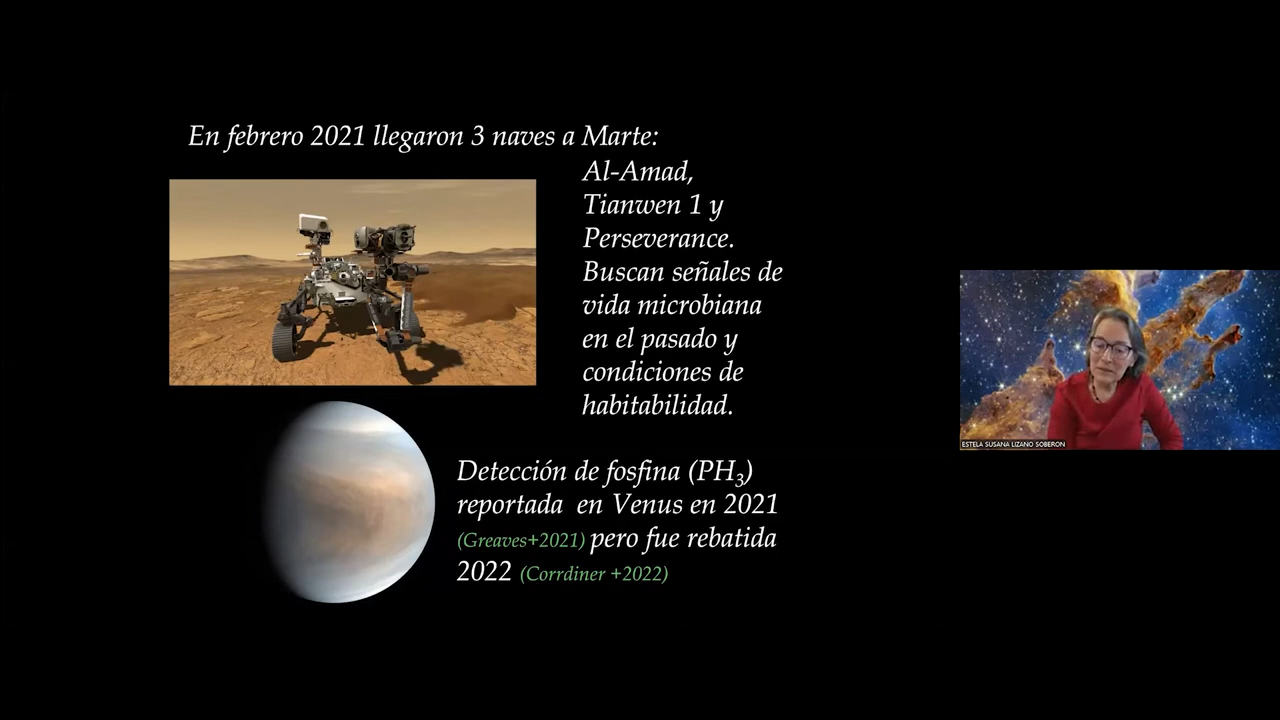 En febrero 2021 llegaron 3 naves a Marte:
Al-Amad,
Tianwen 1 y
Perseverance.
Buscan señales de
vida microbiana
en el pasado y
condiciones de
habitabilidad.
Detección de fosfina (PH₃)
reportada en Venus en 2021
(Greaves+2021) pero fue rebatida
2022 (Corrdiner +2022)
ESTELA SUSANA LIZANO SOBERON